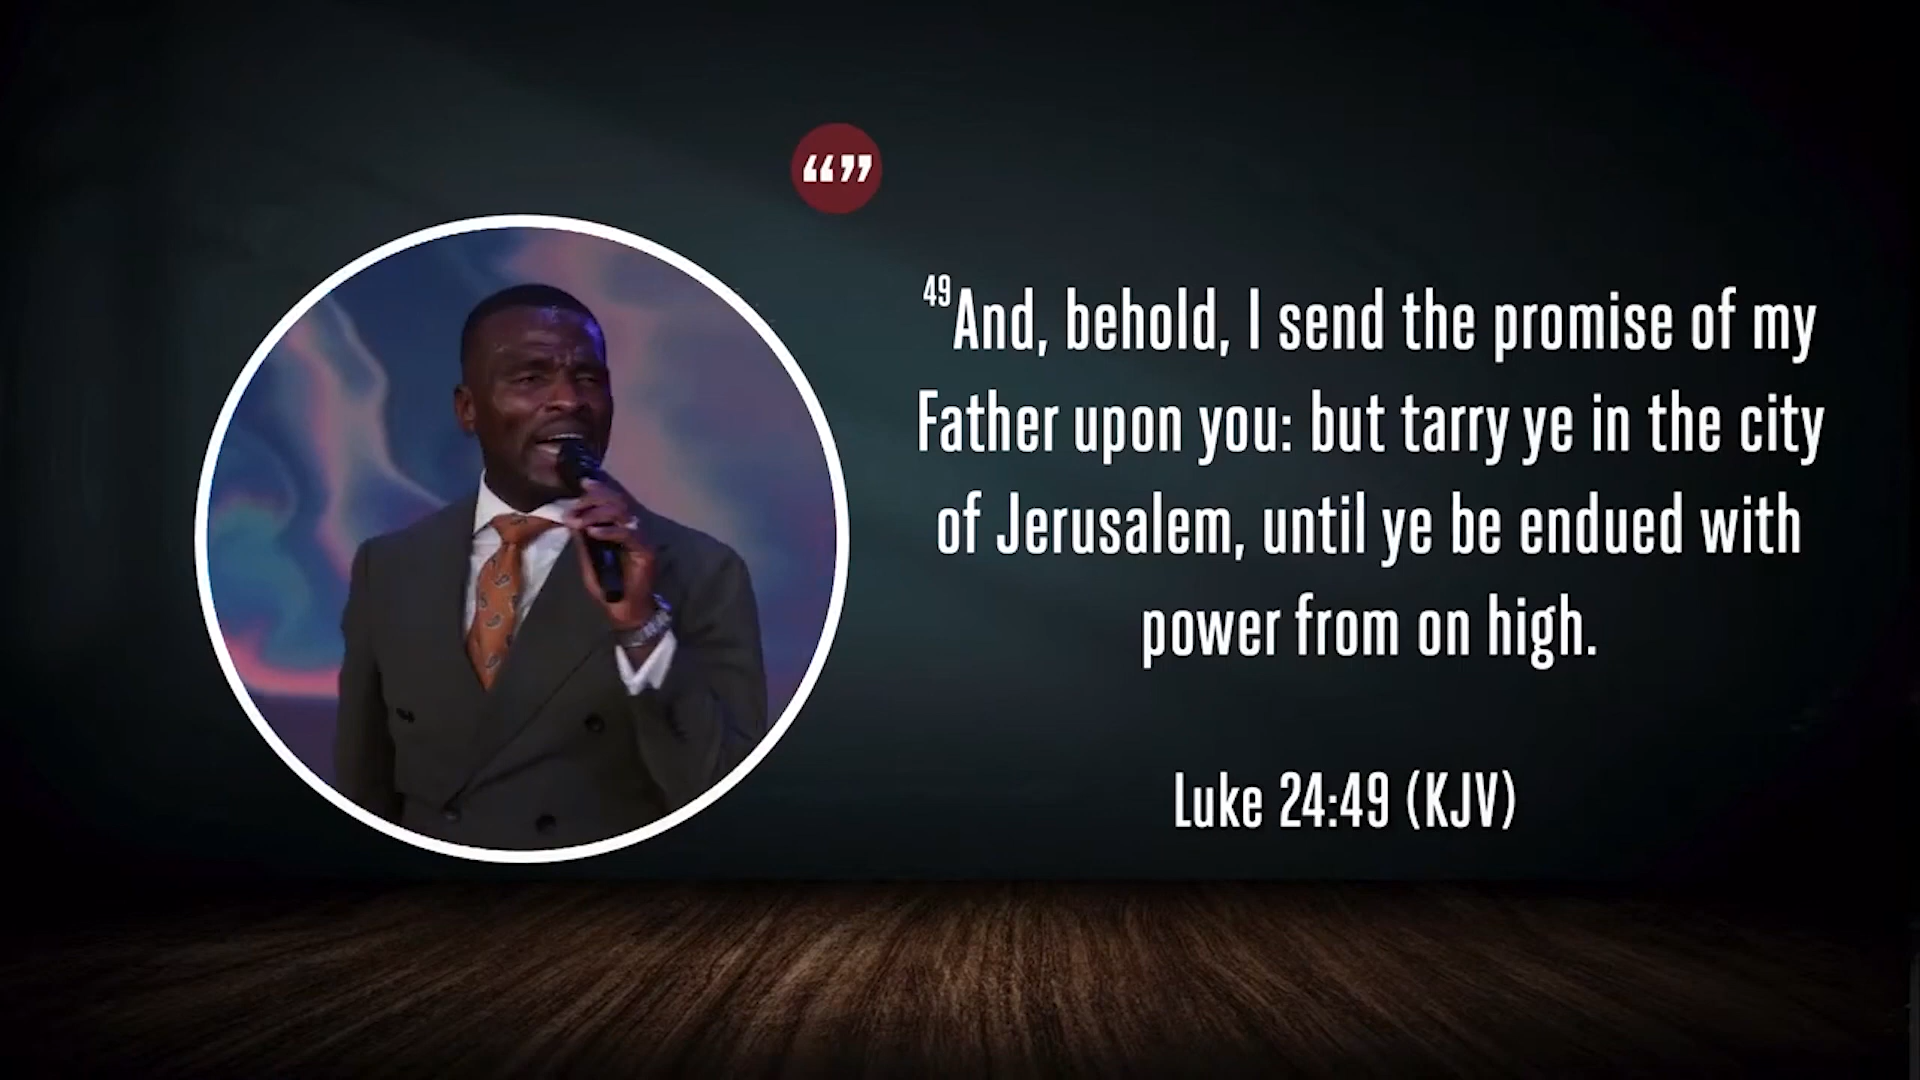 “”
49And, behold, I send the promise of my
Father upon you: but tarry ye in the city
of Jerusalem, until ye be endued with
power from on high.
Luke 24:49 (KJV)